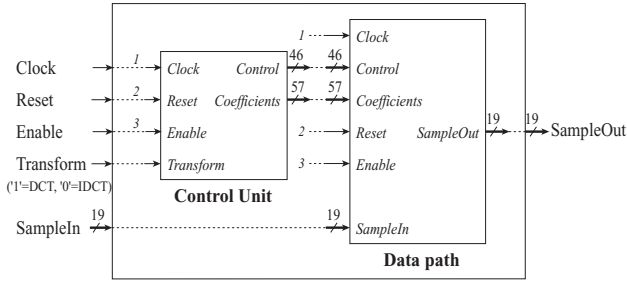 1 Clock
Clock 1 Clock Control 46 46 Control
Reset 2 Reset Coefficients 57 57 Coefficients
Enable 3 Enable 2 Reset SampleOut 19 19 SampleOut
Transform Transform 3 Enable
('1'=DCT, '0'=IDCT)
Control Unit
SampleIn 19 19 SampleIn
Data path